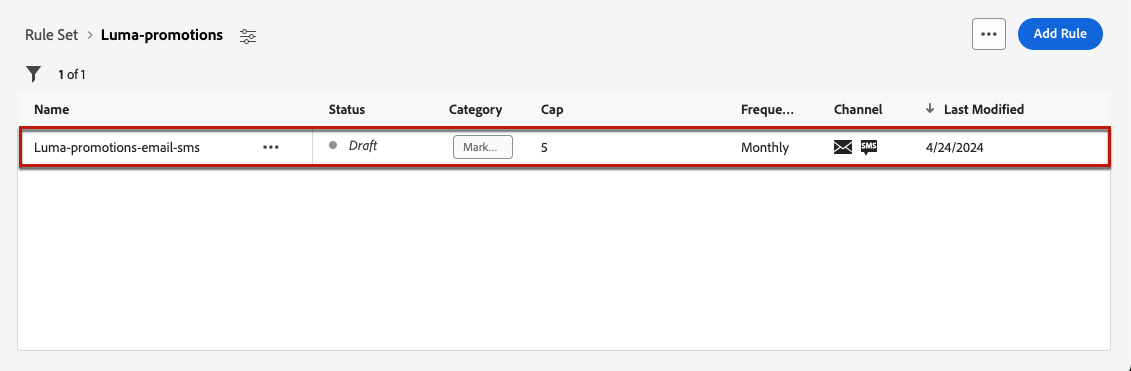 Rule Set > Luma-promotions
Add Rule
1 of 1
Name Status Category Cap Freque... Channel Last Modified
Luma-promotions-email-sms Draft Mark... 5 Monthly SMS 4/24/2024